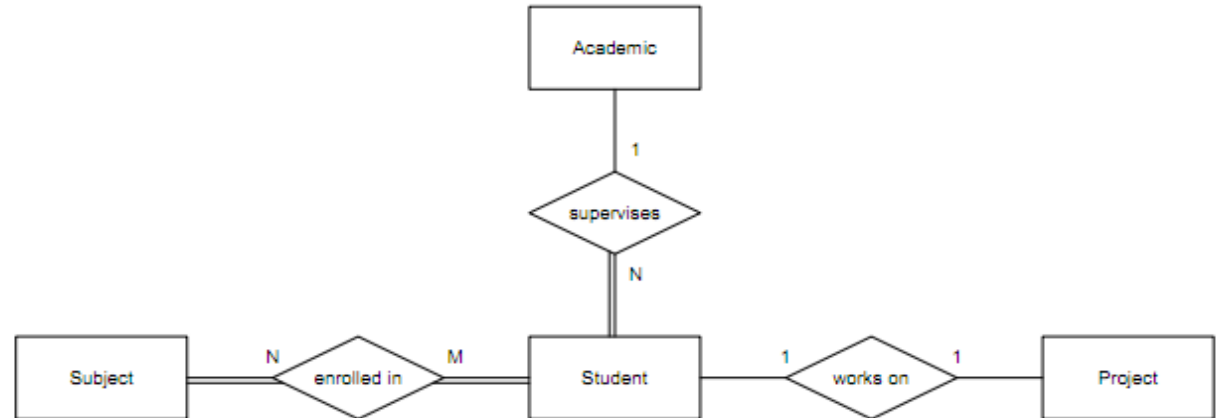 Academic
1
supervises
N
Subject
N
enrolled in
M
Student
1
works on
1
Project